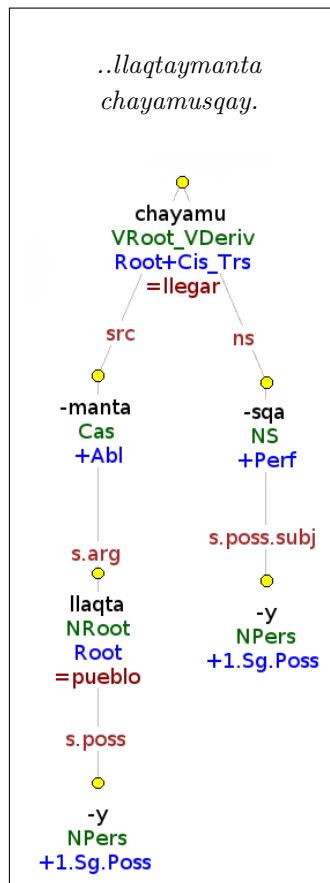 ..llaqtaymanta
chayamusqay.
chayamu
VRoot_VDeriv
Root+Cis_Trs
=llegar
src
ns
-manta
Cas
+Abl
-sqa
NS
+Perf
s.arg
s.poss.subj
llaqta
NRoot
Root
=pueblo
-y
NPers
+1.Sg.Poss
s.poss
-y
NPers
+1.Sg.Poss